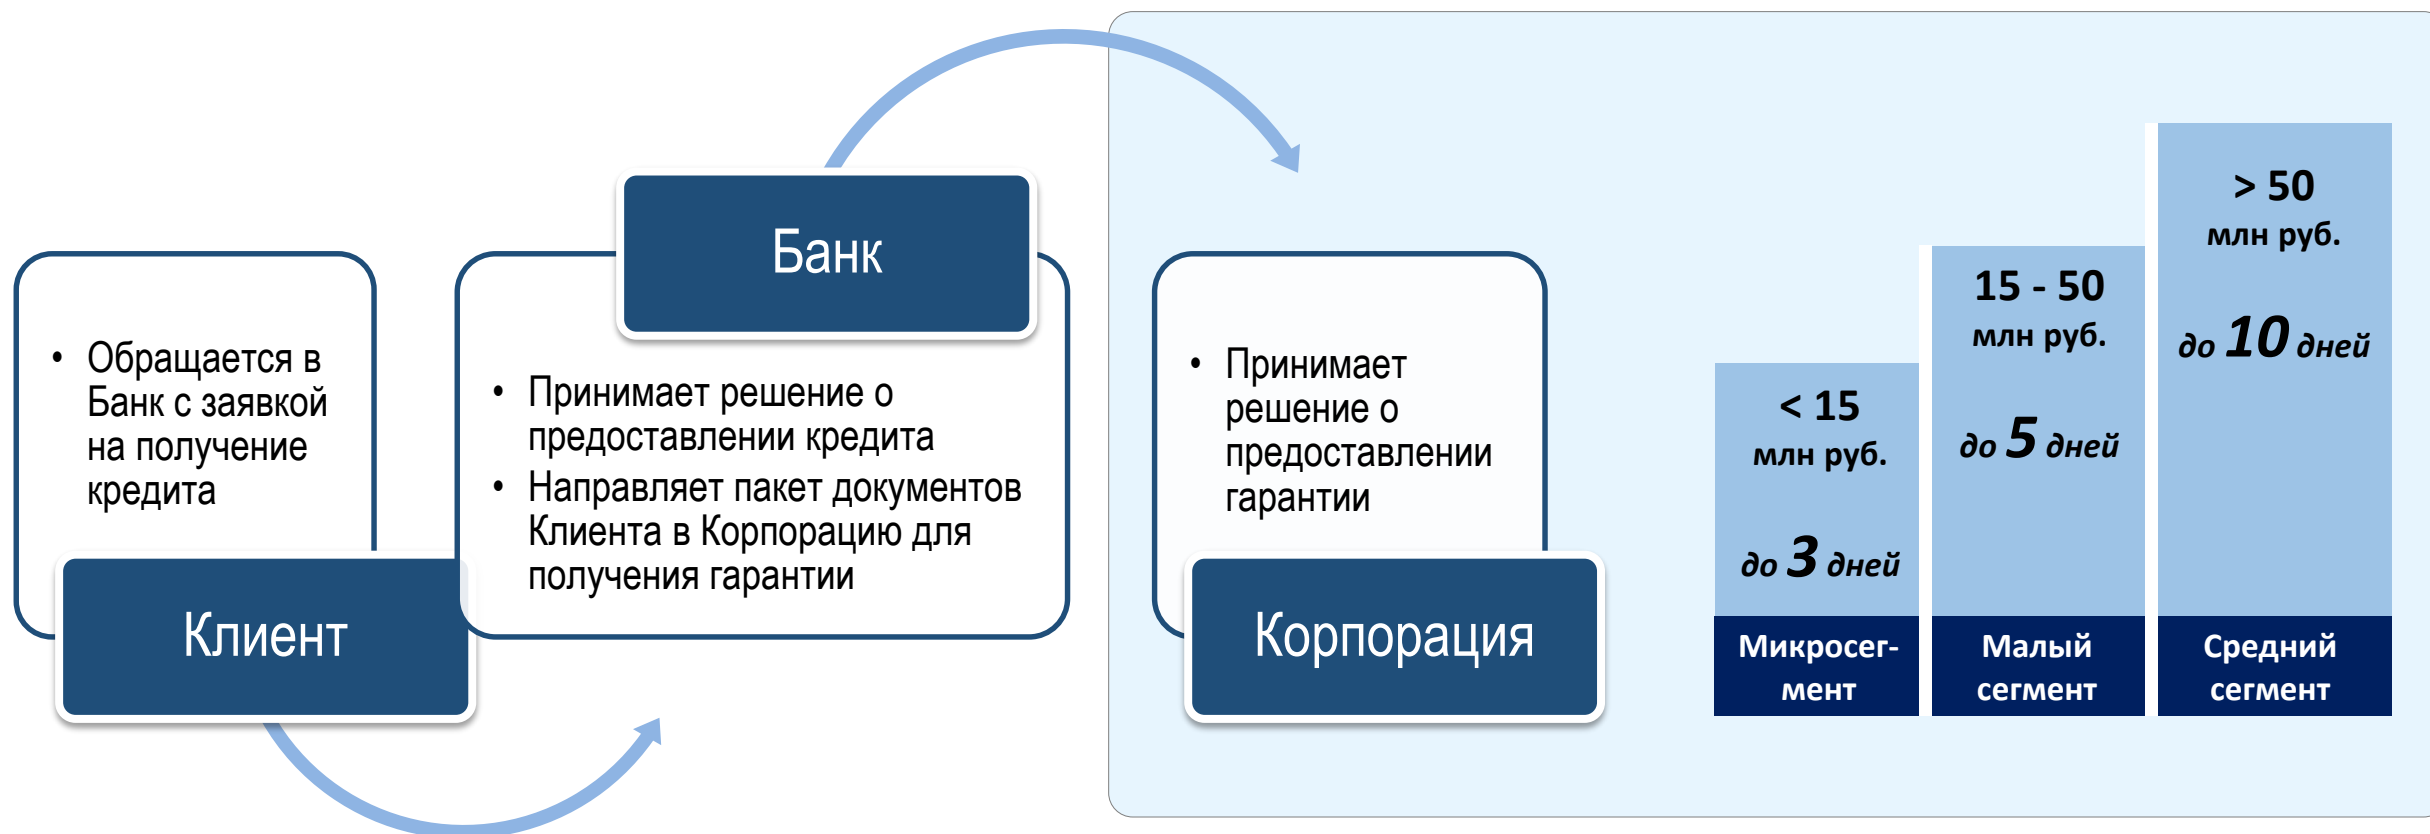 • Обращается в
Банк с заявкой
на получение
кредита
Клиент
Банк
• Принимает решение о
предоставлении кредита
• Направляет пакет документов
Клиента в Корпорацию для
получения гарантии
• Принимает
решение о
предоставлении
гарантии
Корпорация
< 15
млн руб.
до 3 дней
Микросег-
мент
15 - 50
млн руб.
до 5 дней
Малый
сегмент
> 50
млн руб.
до 10 дней
Средний
сегмент